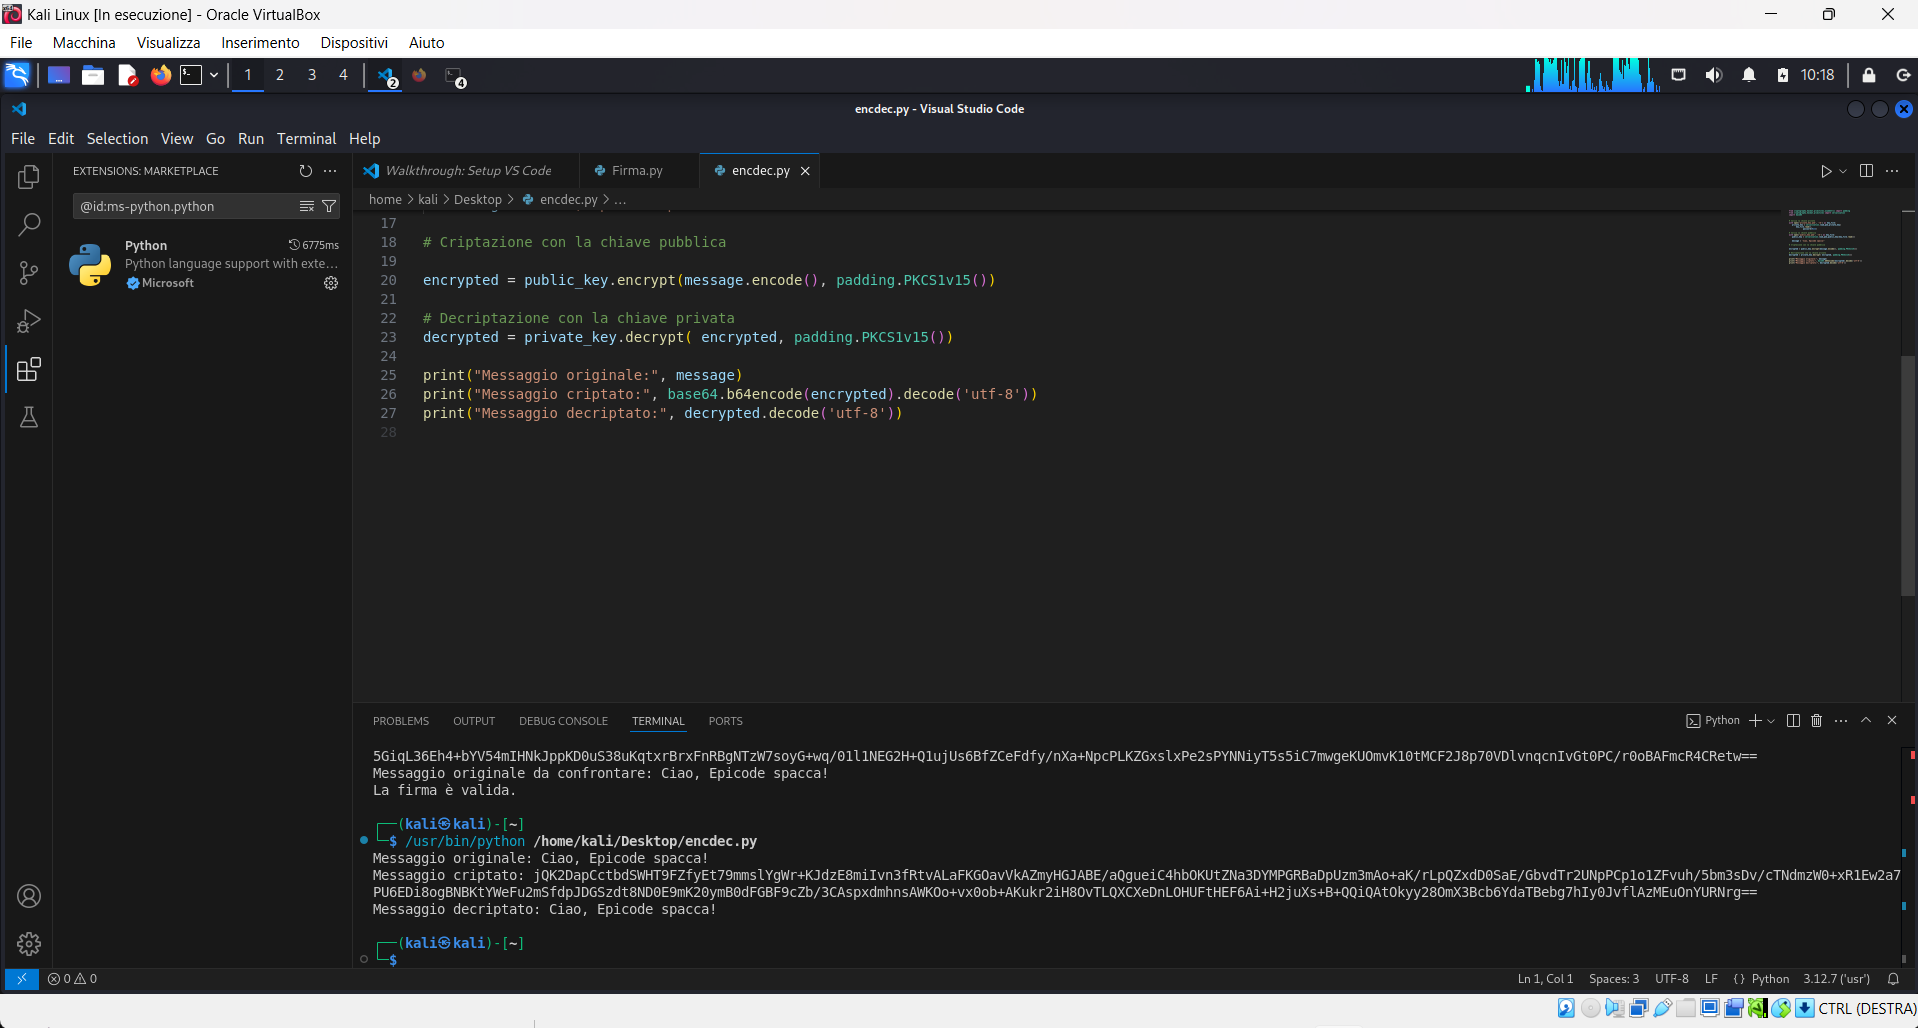 Kali Linux [In esecuzione] - Oracle VirtualBox
File Macchina Visualizza Inserimento Dispositivi Aiuto
1 2 3 4 2 4 10:18
encdec.py - Visual Studio Code
File Edit Selection View Go Run Terminal Help
EXTENSIONS: MARKETPLACE
@id:ms-python.python
Python 6775ms
Python language support with exte...
Microsoft
Walkthrough: Setup VS Code Firma.py encdec.py
home > kali > Desktop > encdec.py > ...
17
18 # Criptazione con la chiave pubblica
19
20 encrypted = public_key.encrypt(message.encode(), padding.PKCS1v15())
21
22 # Decriptazione con la chiave privata
23 decrypted = private_key.decrypt( encrypted, padding.PKCS1v15())
24
25 print("Messaggio originale:", message)
26 print("Messaggio criptato:", base64.b64encode(encrypted).decode('utf-8'))
27 print("Messaggio decriptato:", decrypted.decode('utf-8'))
28
PROBLEMS OUTPUT DEBUG CONSOLE TERMINAL PORTS
Python
5GiqL36Eh4+bYV54mIHNkJppKD0uS38uKqtxrBrxFnRBgNTzW7soyG+wq/01l1NEG2H+Q1ujUs6BfZCeFdfy/nXa+NpcPLKZGxslxPe2sPYNNiyT5s5iC7mwgeKUOmvK10tMCF2J8p70VDlvnqcnIvGt0PC/r0oBAFmcR4CRetw==
Messaggio originale da confrontare: Ciao, Epicode spacca!
La firma è valida.
┌──(kali㉿kali)-[~]
└─$ /usr/bin/python /home/kali/Desktop/encdec.py
Messaggio originale: Ciao, Epicode spacca!
Messaggio criptato: jQK2DapCctbdSWHT9FZfyEt79mmslYgWr+KJdzE8miIvn3fRtvALaFKGOavVkAZmyHGJABE/aQgueiC4hbOKUtZNa3DYMPGRBaDpUzm3mAo+aK/rLpQZxdD0SaE/GbvdTr2UNpPCp1o1ZFvuh/5bm3sDv/cTNdmzW0+xR1Ew2a7
PU6EDi8ogBNBKtYWeFu2mSfdpJDGSzdt8ND0E9mK20ymB0dFGBF9cZb/3CAspxdmhnsAWKOo+vx0ob+AKukr2iH8OvTLQXCXeDnLOHUFtHEF6Ai+H2juXs+B+QQiQAtOkyy28OmX3Bcb6YdaTBebg7hIy0JvflAzMEuOnYURNrg==
Messaggio decriptato: Ciao, Epicode spacca!
┌──(kali㉿kali)-[~]
└─$
0 0 Ln 1, Col 1 Spaces: 3 UTF-8 LF {} Python 3.12.7 ('usr')
CTRL (DESTRA)